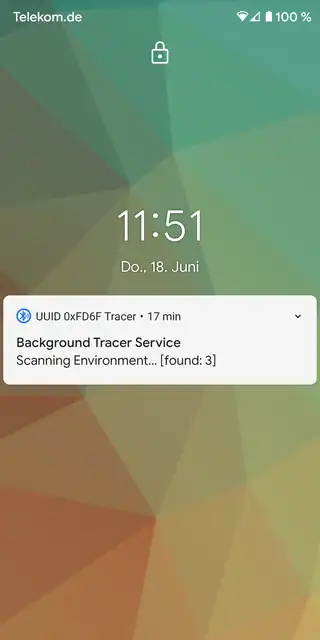 Telekom.de 100 %
11:51
Do., 18. Juni
UUID 0xFD6F Tracer • 17 min
Background Tracer Service
Scanning Environment... [found: 3]